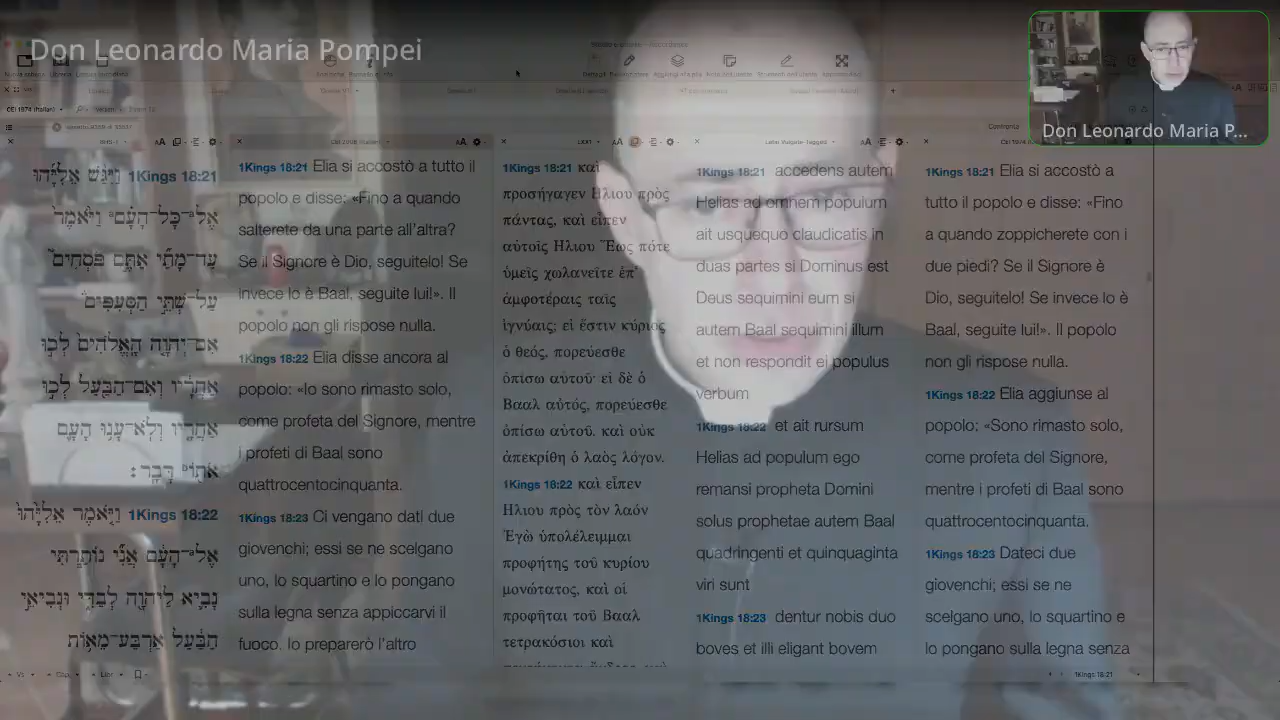 Don Leonardo Maria Pompei
Don Leonardo Maria P...
CEI 1974 (Italian)
1Kings 18:21 וַיִּגַּ֨שׁ אֵלִיָּ֜הוּ
אֶל־כָּל־הָעָ֗ם וַיֹּ֙אמֶר֙
עַד־מָתַ֞י אַתֶּ֣ם פֹּסְחִים֮
עַל־שְׁתֵּ֣י הַסְּעִפִּים֒
אִם־יְהוָ֤ה הָֽאֱלֹהִים֙ לְכ֣וּ
אַחֲרָ֔יו וְאִם־הַבַּ֖עַל לְכ֣וּ
אַחֲרָ֑יו וְלֹֽא־עָנ֥וּ הָעָ֛ם
אֹת֖וֹ דָּבָֽר׃
1Kings 18:22 וַיֹּ֤אמֶר אֵלִיָּ֙הוּ֙
אֶל־הָעָ֔ם אֲנִ֞י נוֹתַ֧רְתִּי
נָבִ֛יא לַיהוָ֖ה לְבַדִּ֑י וּנְבִיאֵ֣י
הַבַּ֔עַל אַרְבַּע־מֵא֥וֹת
1Kings 18:21 Elia si accostò a tutto il
popolo e disse: «Fino a quando
salterete da una parte all'altra?
Se il Signore è Dio, seguitelo! Se
invece lo è Baal, seguite lui!». Il
popolo non gli rispose nulla.
1Kings 18:22 Elia disse ancora al
popolo: «Io sono rimasto solo,
come profeta del Signore, mentre
i profeti di Baal sono
quattrocentocinquanta.
1Kings 18:23 Ci vengano dati due
giovenchi; essi se ne scelgano
uno, lo squartino e lo pongano
sulla legna senza appiccarvi il
fuoco. Io preparerò l'altro
1Kings 18:21 καὶ
προσήγαγεν Ηλιου πρὸς
πάντας, καὶ εἶπεν
αὐτοῖς Ηλιου Ἕως πότε
ὑμεῖς χωλανεῖτε ἐπ'
ἀμφοτέραις ταῖς
ἰγνύαις; εἰ ἔστιν κύριος
ὁ θεός, πορεύεσθε
ὀπίσω αὐτοῦ· εἰ δὲ ὁ
Βααλ αὐτός, πορεύεσθε
ὀπίσω αὐτοῦ. καὶ οὐκ
ἀπεκρίθη ὁ λαὸς λόγον.
1Kings 18:22 καὶ εἶπεν
Ηλιου πρὸς τὸν λαόν
Ἐγὼ ὑπολέλειμμαι
προφήτης τοῦ κυρίου
μονώτατος, καὶ οἱ
προφῆται τοῦ Βααλ
τετρακόσιοι καὶ
1Kings 18:21 accedens autem
Helias ad omnem populum
ait usquequo claudicatis in
duas partes si Dominus est
Deus sequimini eum si
autem Baal sequimini illum
et non respondit ei populus
verbum
1Kings 18:22 et ait rursum
Helias ad populum ego
remansi propheta Domini
solus prophetae autem Baal
quadringenti et quinquaginta
viri sunt
1Kings 18:23 dentur nobis duo
boves et illi eligant bovem
1Kings 18:21 Elia si accostò a
tutto il popolo e disse: «Fino
a quando zoppicherete con i
due piedi? Se il Signore è
Dio, seguitelo! Se invece lo è
Baal, seguite lui!». Il popolo
non gli rispose nulla.
1Kings 18:22 Elia aggiunse al
popolo: «Sono rimasto solo,
come profeta del Signore,
mentre i profeti di Baal sono
quattrocentocinquanta.
1Kings 18:23 Dateci due
giovenchi; essi se ne
scelgano uno, lo squartino e
lo pongano sulla legna senza
1Kings 18:21